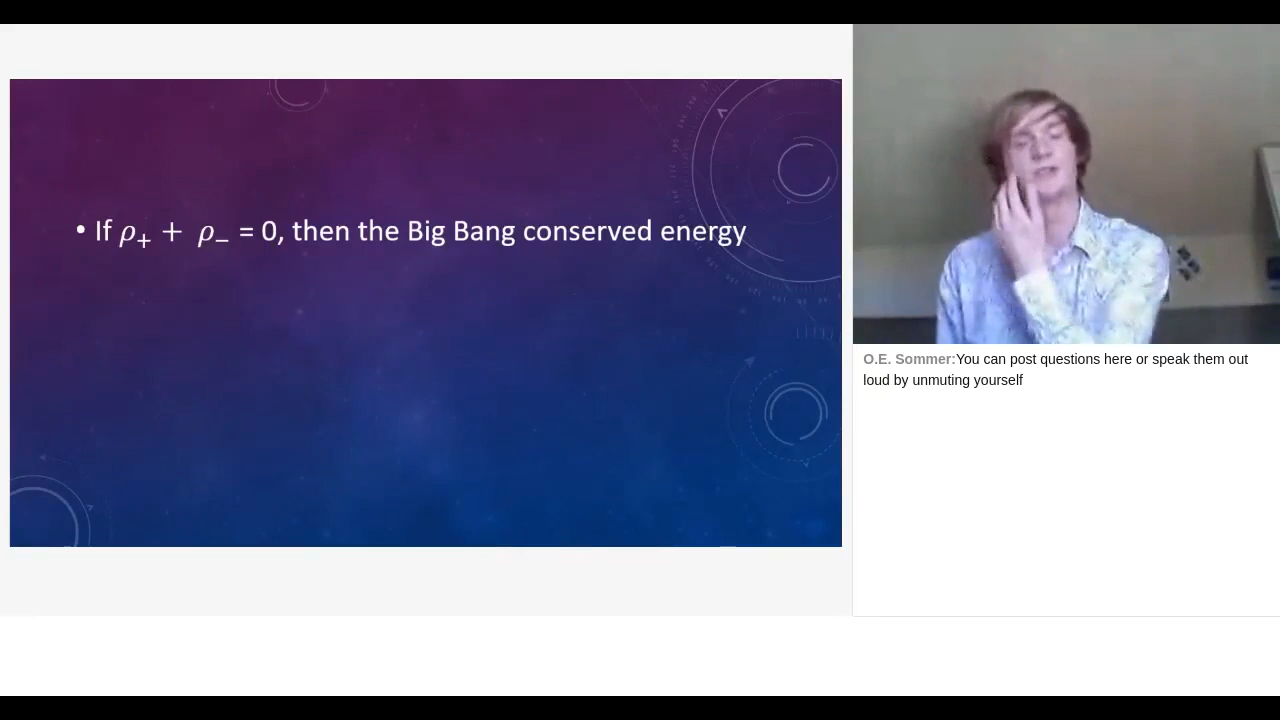 • If ρ₊ + ρ₋ = 0, then the Big Bang conserved energy
O.E. Sommer:You can post questions here or speak them out
loud by unmuting yourself